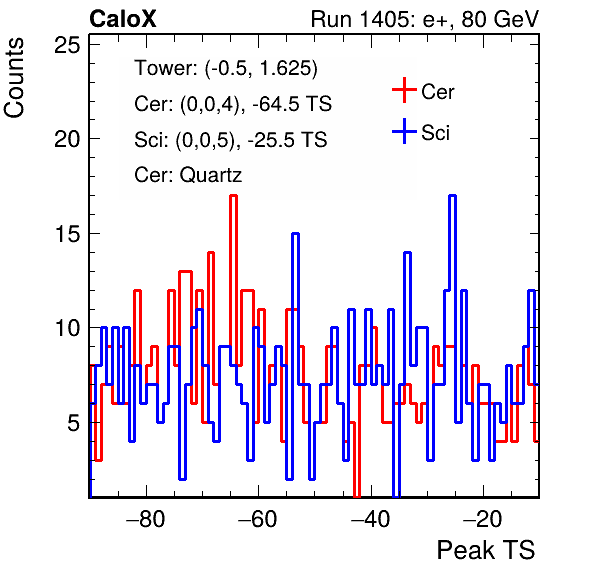 CaloX Run 1405: e+, 80 GeV
Counts
25
20
15
10
5
Tower: (-0.5, 1.625)
Cer: (0,0,4), -64.5 TS
Sci: (0,0,5), -25.5 TS
Cer: Quartz
Cer
Sci
−80 −60 −40 −20
Peak TS